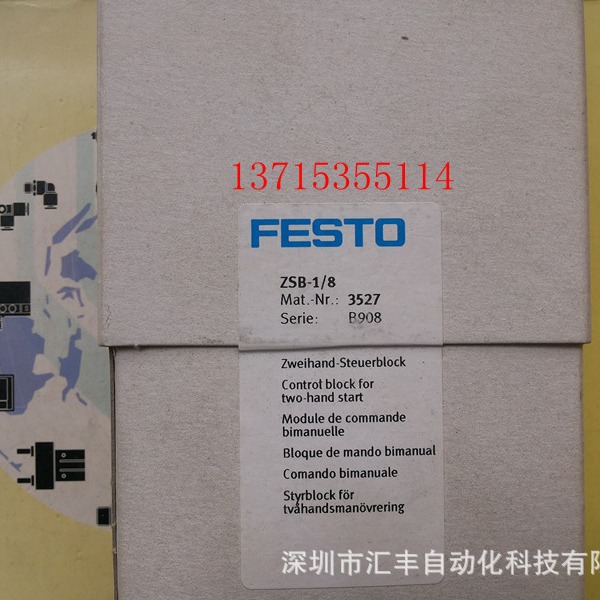 13715355114
FESTO
ZSB-1/8
Mat.-Nr.: 3527
Serie: B908
Zweihand-Steuerblock
Control block for
two-hand start
Module de commande
bimanuelle
Bloque de mando bimanual
Comando bimanuale
Styrblock för
tvåhandsmanövrering
深圳市汇丰自动化科技有限